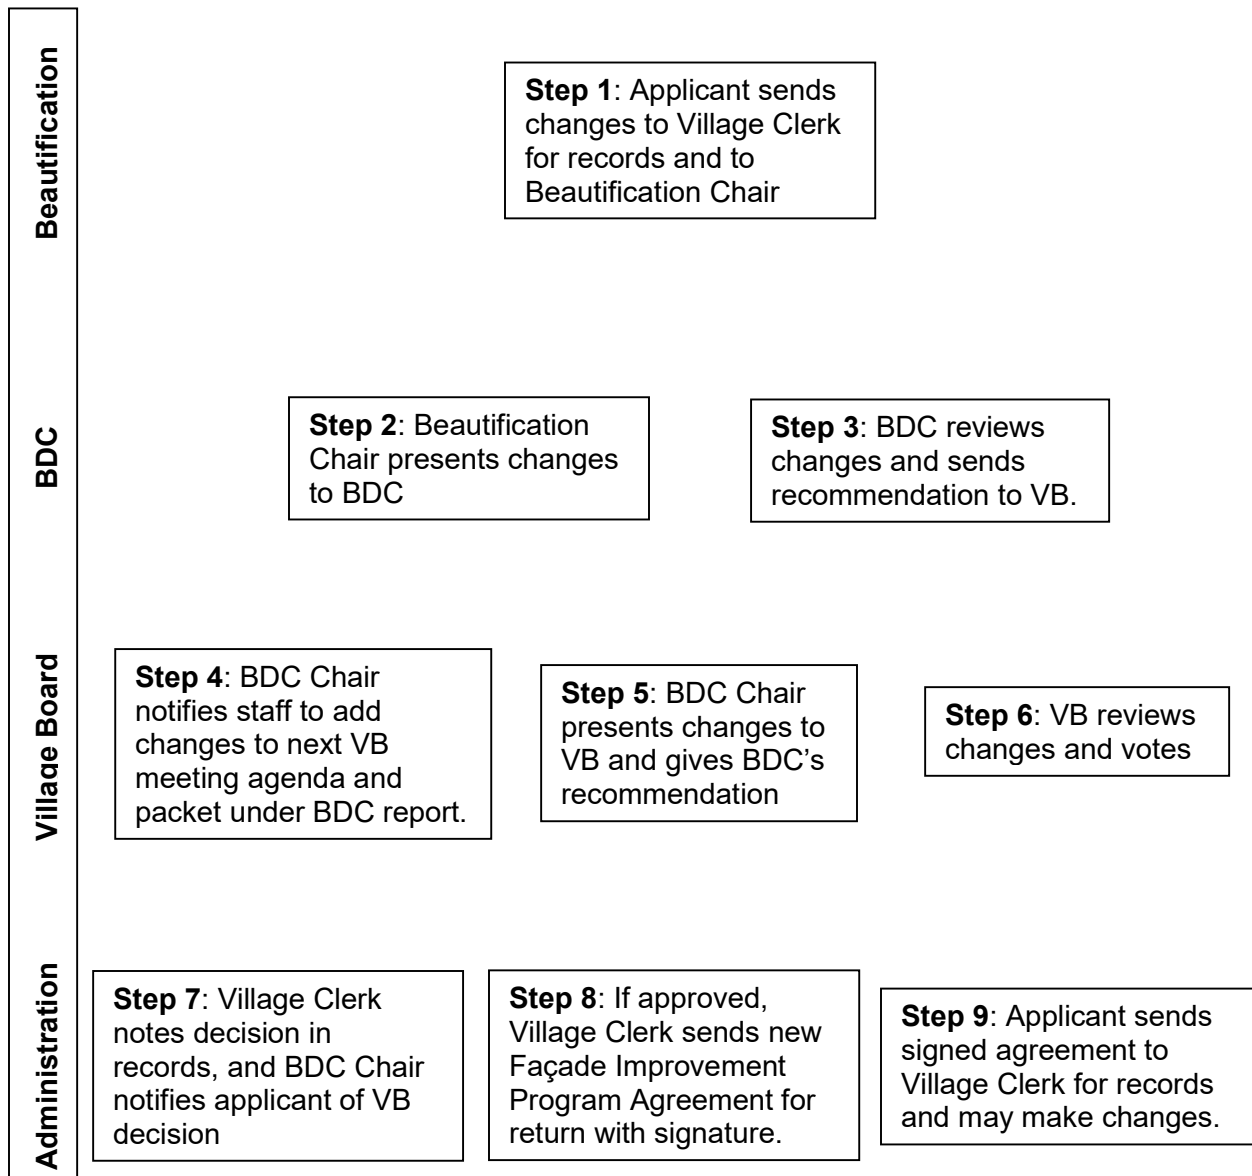 Beautification
Step 1: Applicant sends
changes to Village Clerk
for records and to
Beautification Chair
BDC
Step 2: Beautification
Chair presents changes
to BDC
Step 3: BDC reviews
changes and sends
recommendation to VB.
Village Board
Step 4: BDC Chair
notifies staff to add
changes to next VB
meeting agenda and
packet under BDC report.
Step 5: BDC Chair
presents changes to
VB and gives BDC’s
recommendation
Step 6: VB reviews
changes and votes
Administration
Step 7: Village Clerk
notes decision in
records, and BDC Chair
notifies applicant of VB
decision
Step 8: If approved,
Village Clerk sends new
Façade Improvement
Program Agreement for
return with signature.
Step 9: Applicant sends
signed agreement to
Village Clerk for records
and may make changes.